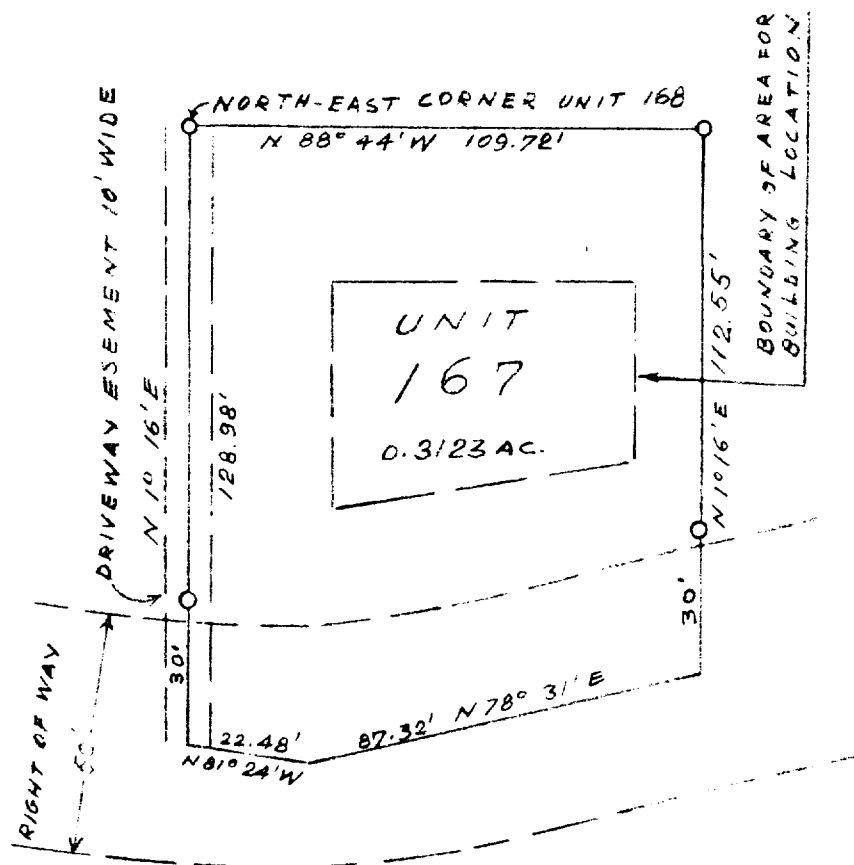 NORTH-EAST CORNER UNIT 168
N 88° 44' W 109.72'
DRIVEWAY ESEMENT 10' WIDE
N 1° 16' E
128.98'
BOUNDARY OF AREA FOR
BUILDING LOCATION
UNIT
167
0.3123 AC.
N 1° 16' E 112.55'
30'
30'
RIGHT OF WAY
50'
22.48'
N 81° 24' W
87.32' N 78° 31' E